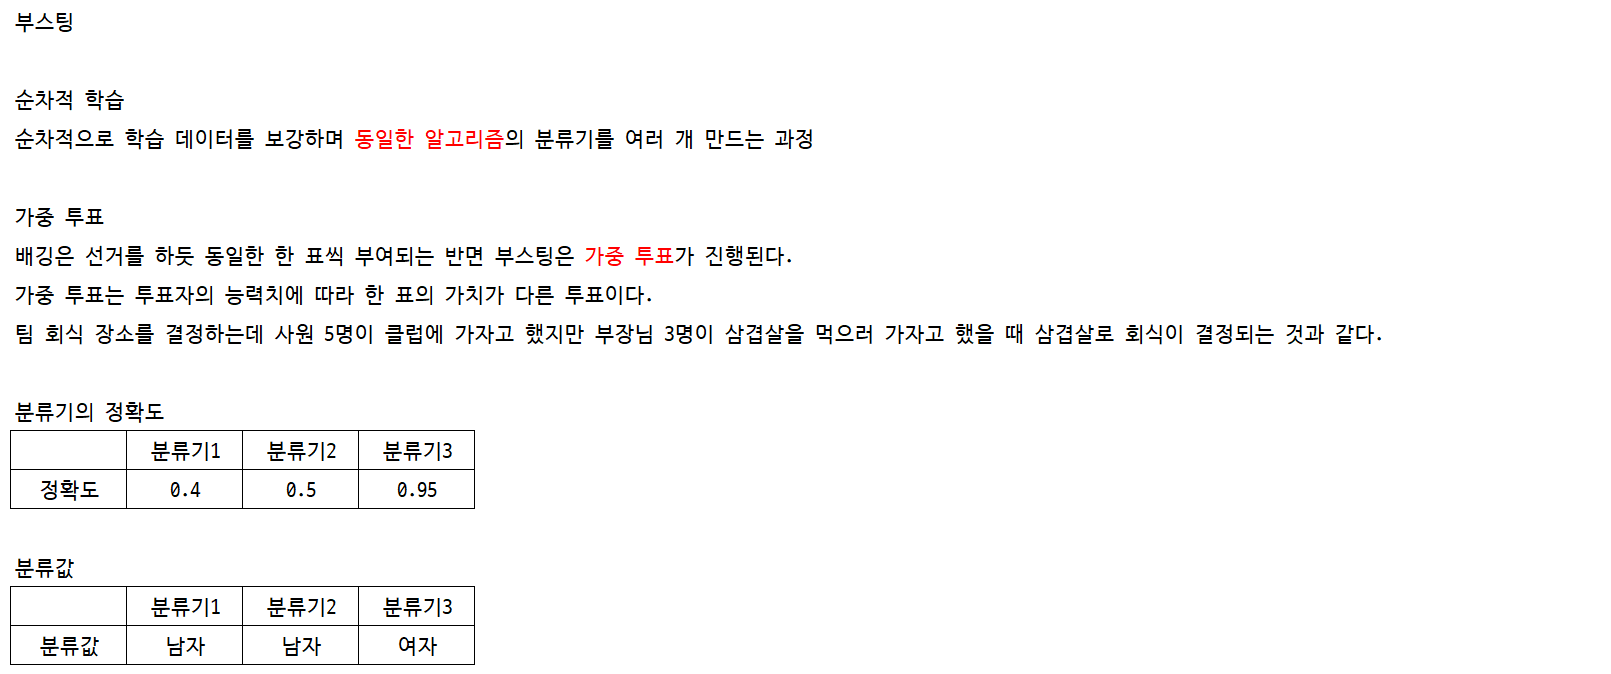 부스팅
순차적 학습
순차적으로 학습 데이터를 보강하며 동일한 알고리즘의 분류기를 여러 개 만드는 과정
가중 투표
배깅은 선거를 하듯 동일한 한 표씩 부여되는 반면 부스팅은 가중 투표가 진행된다.
가중 투표는 투표자의 능력치에 따라 한 표의 가치가 다른 투표이다.
팀 회식 장소를 결정하는데 사원 5명이 클럽에 가자고 했지만 부장님 3명이 삼겹살을 먹으러 가자고 했을 때 삼겹살로 회식이 결정되는 것과 같다.
분류기의 정확도
분류기1 분류기2 분류기3
정확도 0.4 0.5 0.95
분류값
분류기1 분류기2 분류기3
분류값 남자 남자 여자